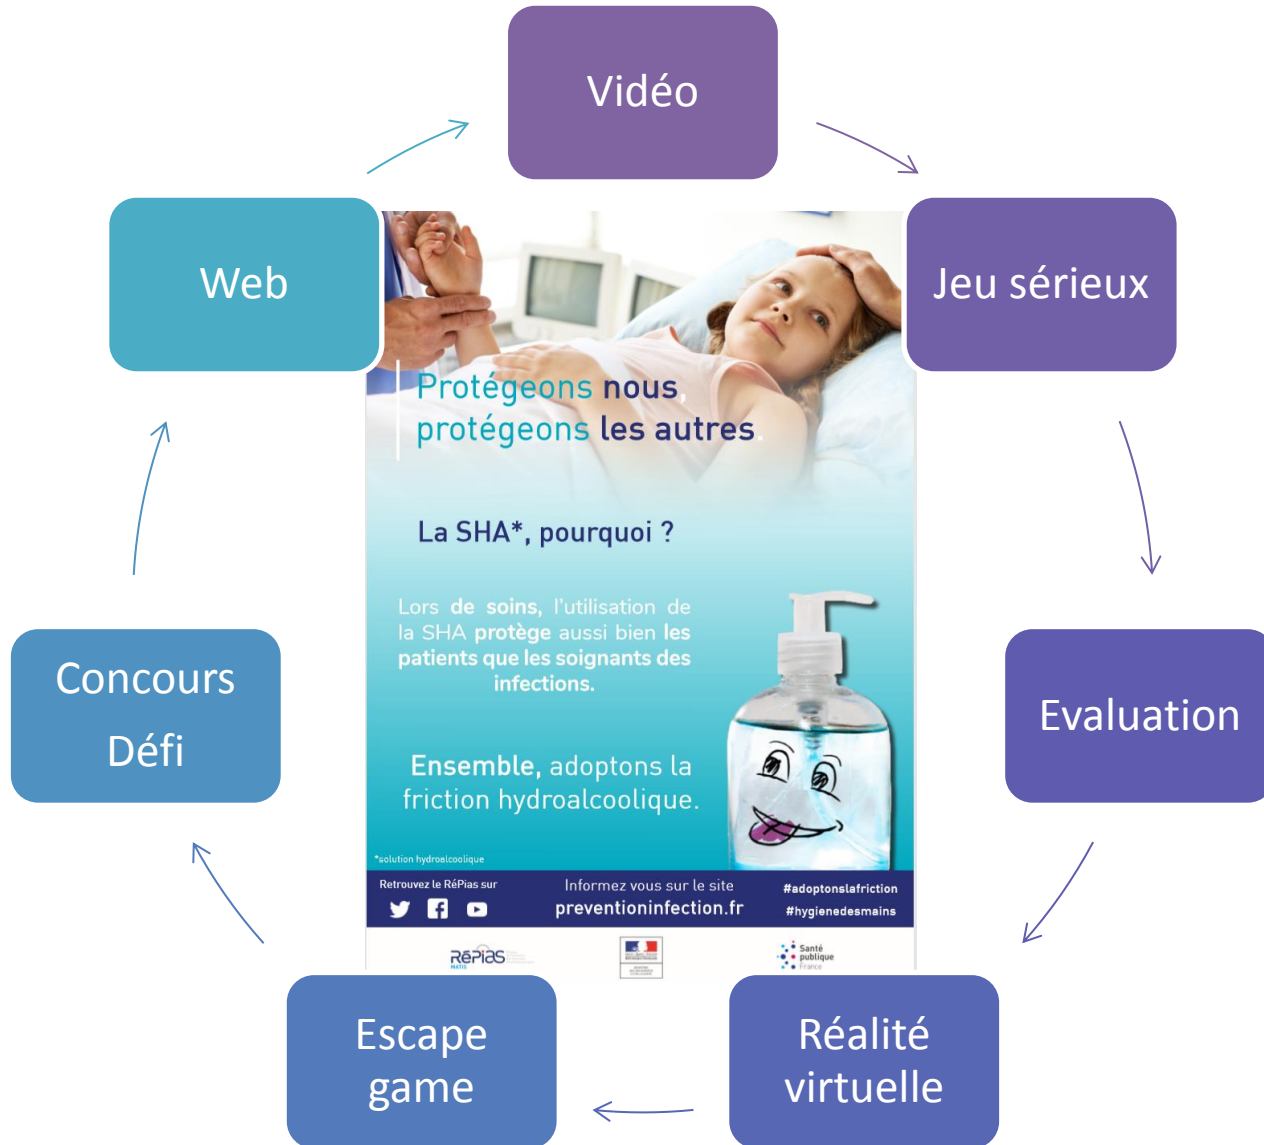 Vidéo
Web
Jeu sérieux
Protégeons nous,
protégeons les autres.
La SHA*, pourquoi ?
Lors de soins, l'utilisation de
la SHA protège aussi bien les
patients que les soignants des
infections.
Concours
Défi
Evaluation
Ensemble, adoptons la
friction hydroalcoolique.
*solution hydroalcoolique
Retrouvez le RéPias sur
Informez vous sur le site
preventioninfection.fr
#adoptonslafriction
#hygienedesmains
RéPiAS
MATIS
Santé
publique
France
Escape
game
Réalité
virtuelle